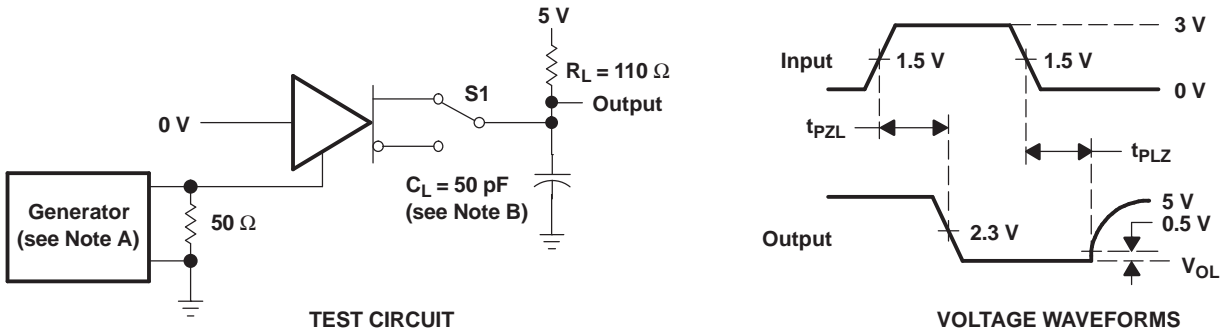 5 V
R_L = 110 Ω
S1
Output
0 V
C_L = 50 pF
(see Note B)
Generator
(see Note A)
50 Ω
TEST CIRCUIT
3 V
Input
1.5 V
1.5 V
0 V
t_PZL
t_PLZ
5 V
0.5 V
Output
2.3 V
V_OL
VOLTAGE WAVEFORMS